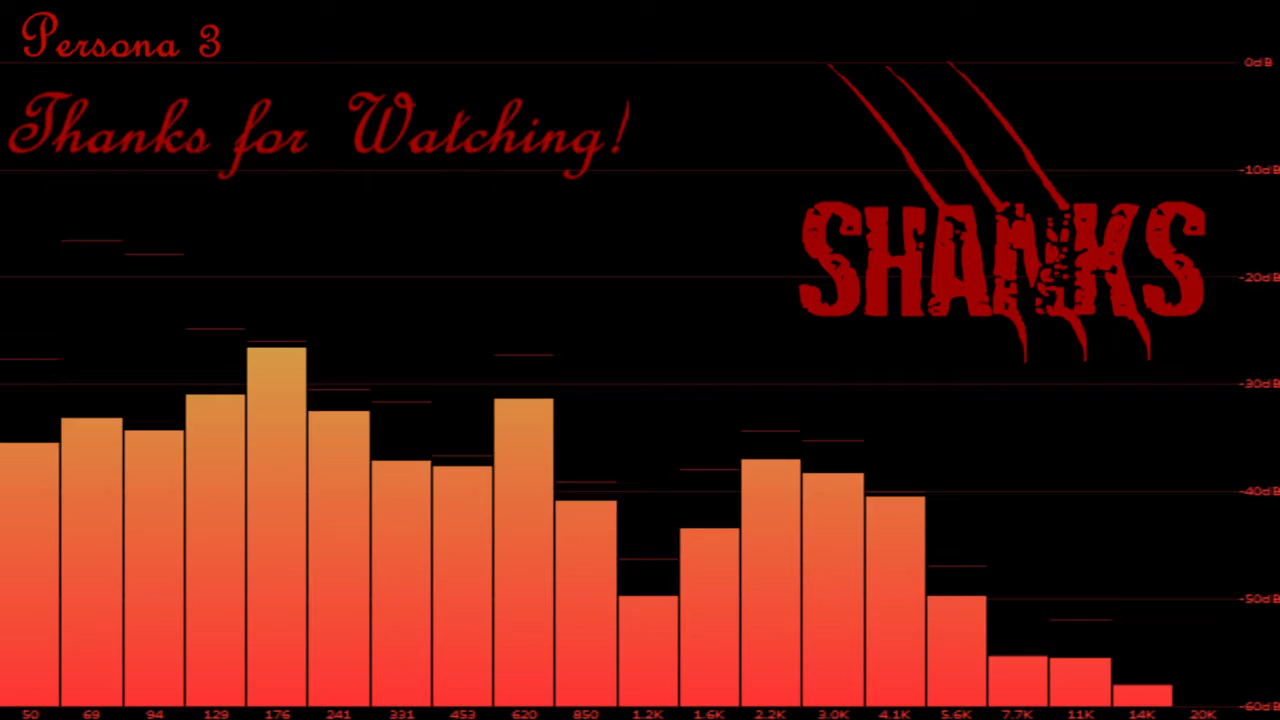 Persona 3
Thanks for Watching!
SHANKS
0dB
-10dB
-20dB
-30dB
-40dB
-50dB
-60dB
50 69 94 129 176 241 331 453 620 850 1.2K 1.6K 2.2K 3.0K 4.1K 5.6K 7.7K 11K 14K 20K